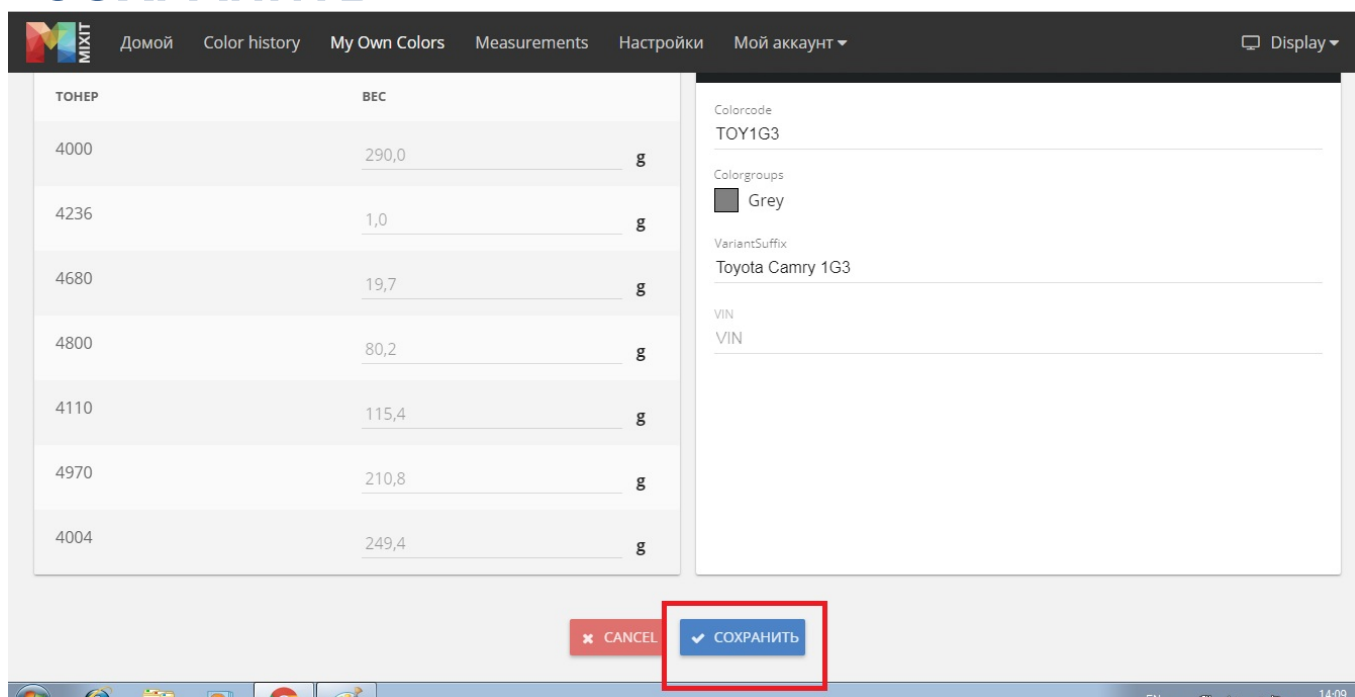 MIXIT Домой Color history My Own Colors Measurements Настройки Мой аккаунт Display
ТОНЕР ВЕС
4000 290,0 g
4236 1,0 g
4680 19,7 g
4800 80,2 g
4110 115,4 g
4970 210,8 g
4004 249,4 g
Colorcode
TOY1G3
Colorgroups
Grey
VariantSuffix
Toyota Camry 1G3
VIN
VIN
CANCEL СОХРАНИТЬ
14:09